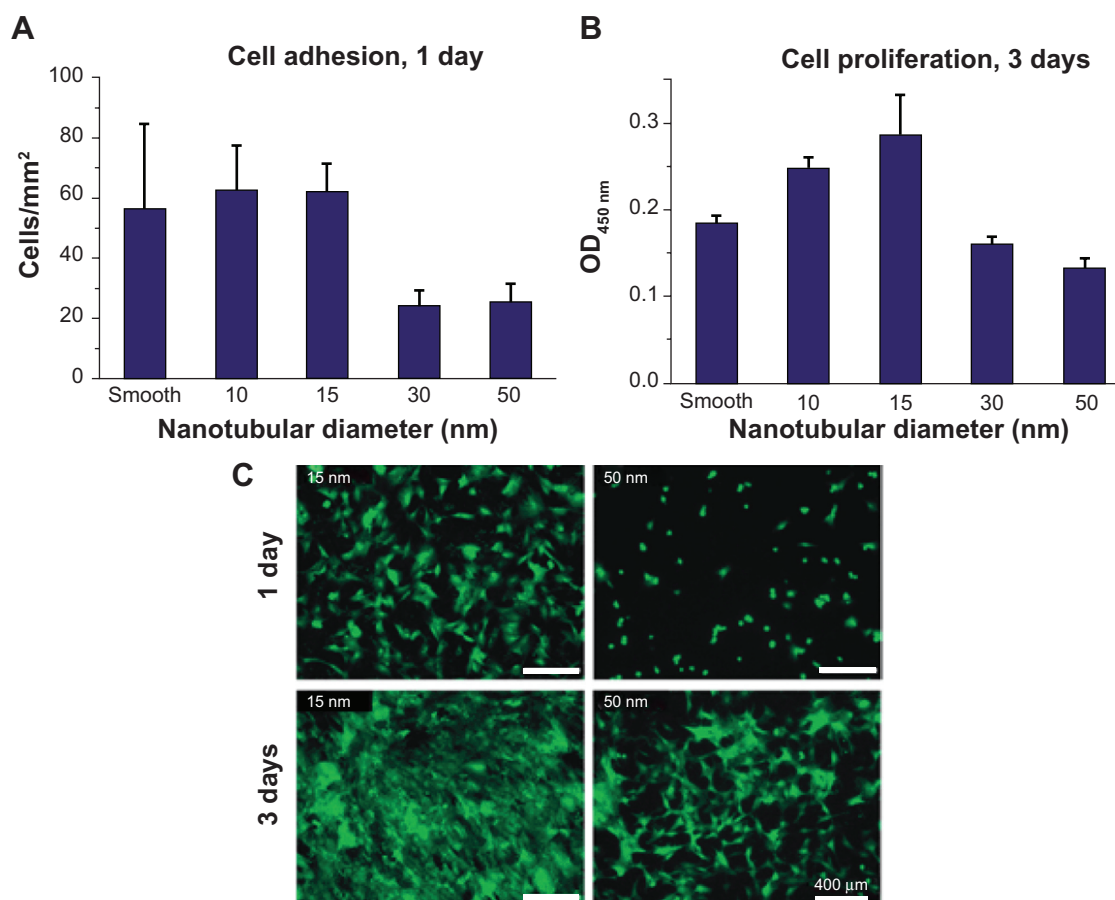 A
Cell adhesion, 1 day
100
80
60
40
20
0
Cells/mm²
Smooth 10 15 30 50
Nanotubular diameter (nm)
B
Cell proliferation, 3 days
0.3
0.2
0.1
0.0
OD450 nm
Smooth 10 15 30 50
Nanotubular diameter (nm)
C
1 day
15 nm
50 nm
3 days
15 nm
50 nm
400 μm